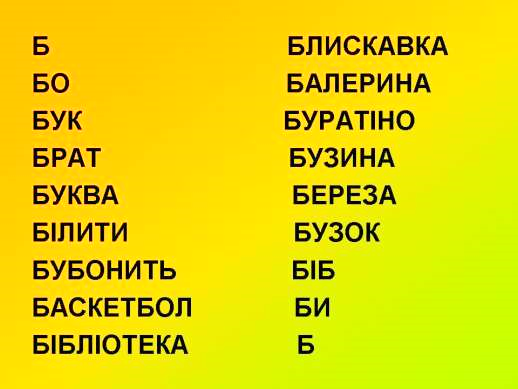 Б
БО
БУК
БРАТ
БУКВА
БІЛИТИ
БУБОНИТЬ
БАСКЕТБОЛ
БІБЛІОТЕКА
БЛИСКАВКА
БАЛЕРИНА
БУРАТІНО
БУЗИНА
БЕРЕЗА
БУЗОК
БІБ
БИ
Б